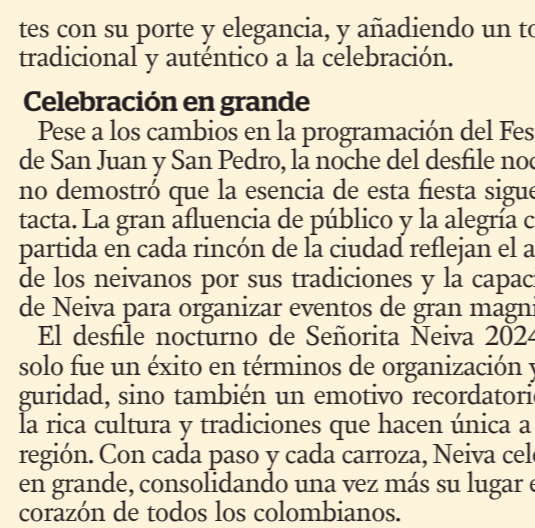 tes con su porte y elegancia, y añadiendo un to
tradicional y auténtico a la celebración.
Celebración en grande
Pese a los cambios en la programación del Fes
de San Juan y San Pedro, la noche del desfile noc
no demostró que la esencia de esta fiesta sigue
tacta. La gran afluencia de público y la alegría c
partida en cada rincón de la ciudad reflejan el a
de los neivanos por sus tradiciones y la capaci
de Neiva para organizar eventos de gran magni
El desfile nocturno de Señorita Neiva 2024
solo fue un éxito en términos de organización y
guridad, sino también un emotivo recordatorio
la rica cultura y tradiciones que hacen única a
región. Con cada paso y cada carroza, Neiva cele
en grande, consolidando una vez más su lugar e
corazón de todos los colombianos.